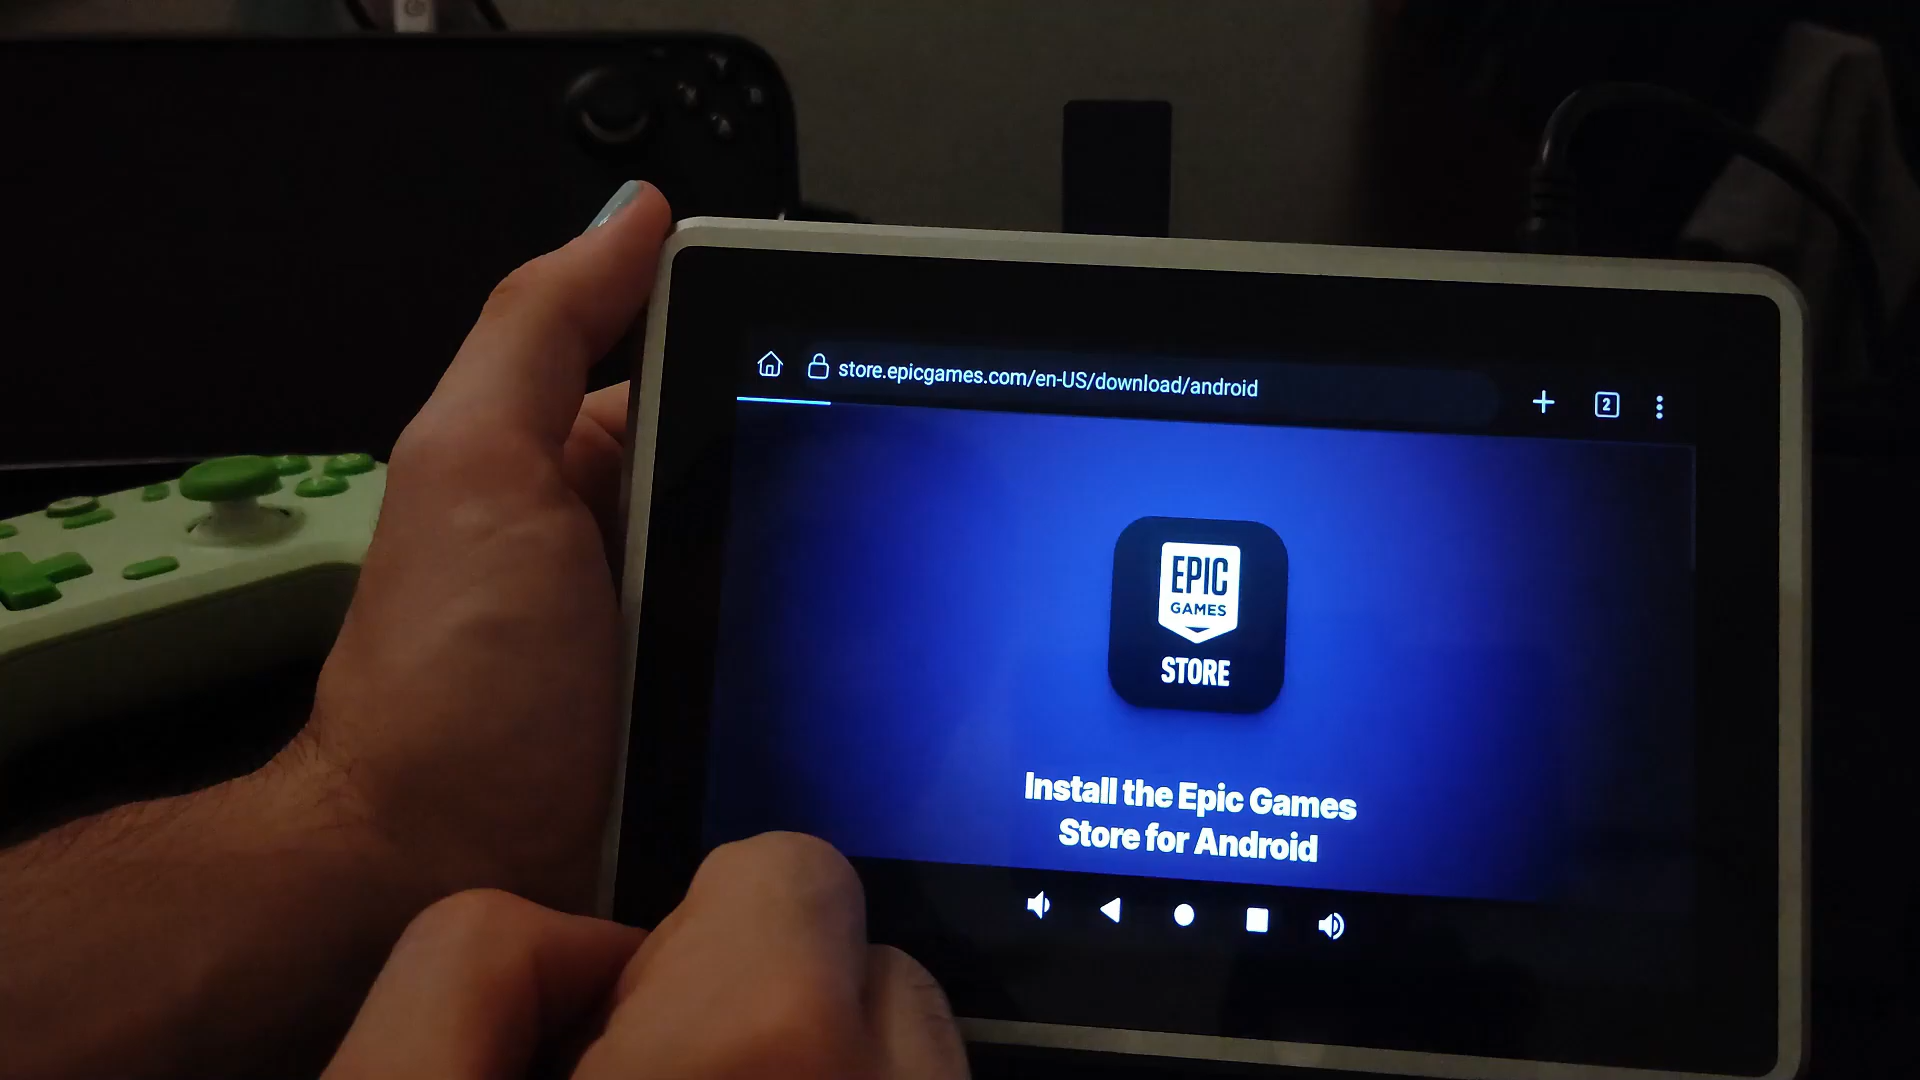 store.epicgames.com/en-US/download/android
2
EPIC
GAMES
STORE
Install the Epic Games
Store for Android